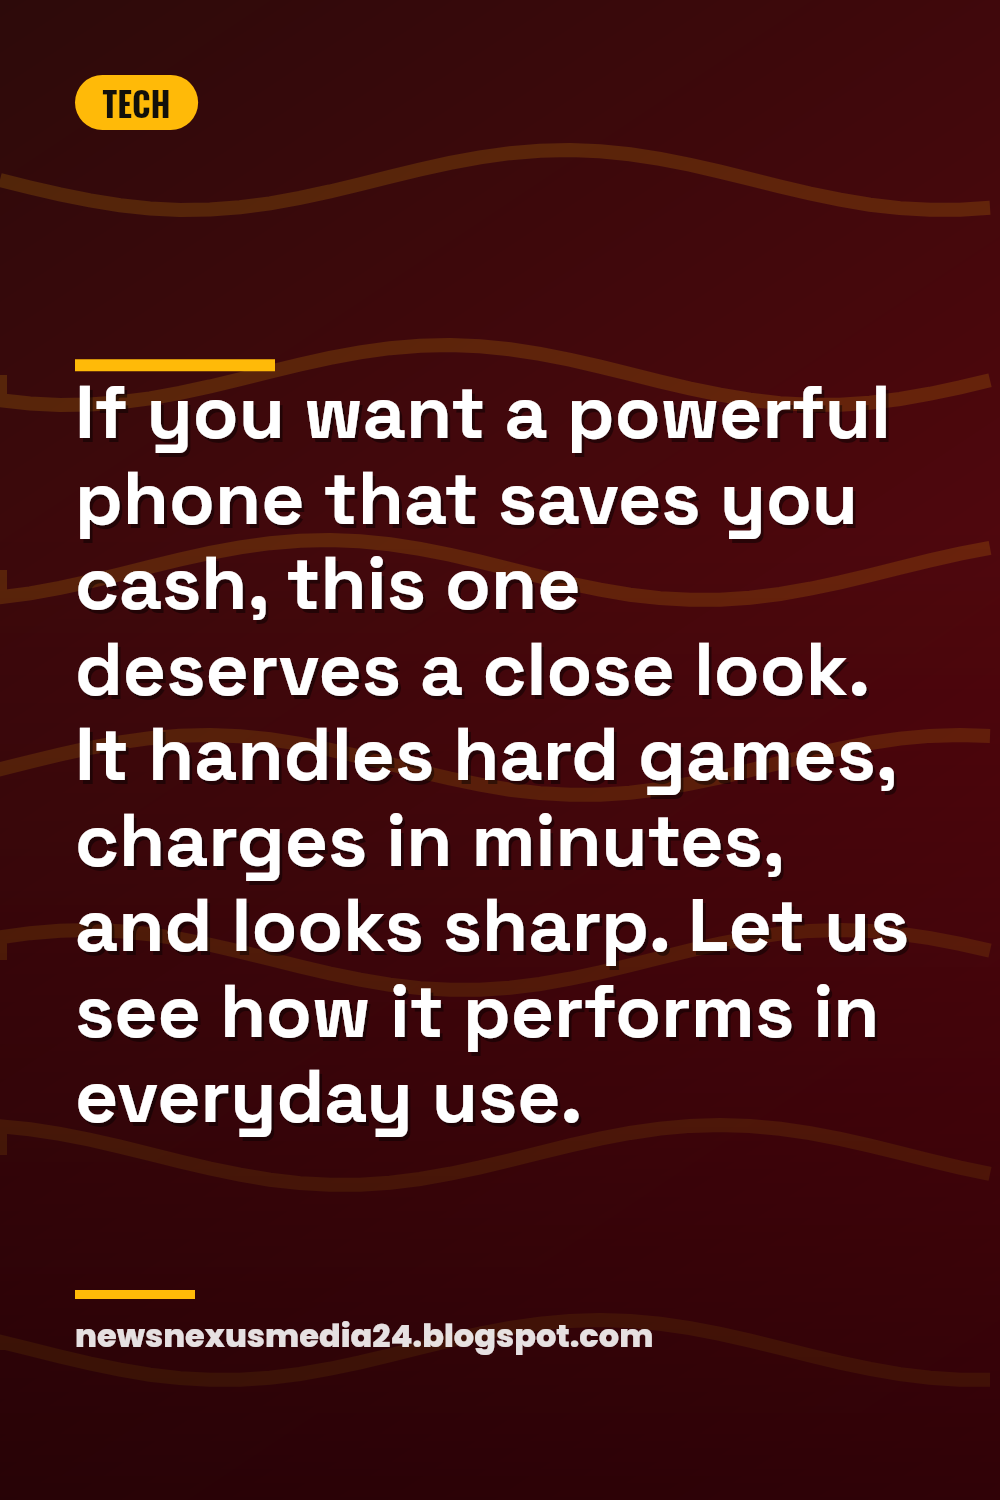 TECH
If you want a powerful
phone that saves you
cash, this one
deserves a close look.
It handles hard games,
charges in minutes,
and looks sharp. Let us
see how it performs in
everyday use.
newsnexusmedia24.blogspot.com